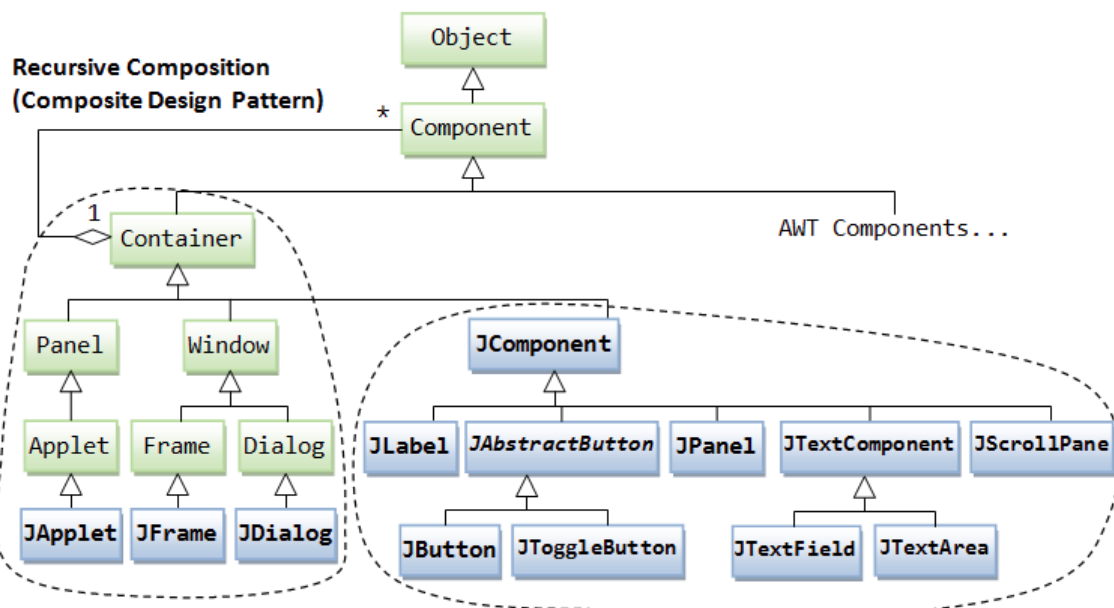 Object
Recursive Composition
(Composite Design Pattern)
*
Component
1
Container
AWT Components...
Panel
Window
JComponent
Applet
Frame
Dialog
JLabel
JAbstractButton
JPanel
JTextComponent
JScrollPane
JApplet
JFrame
JDialog
JButton
JToggleButton
JTextField
JTextArea